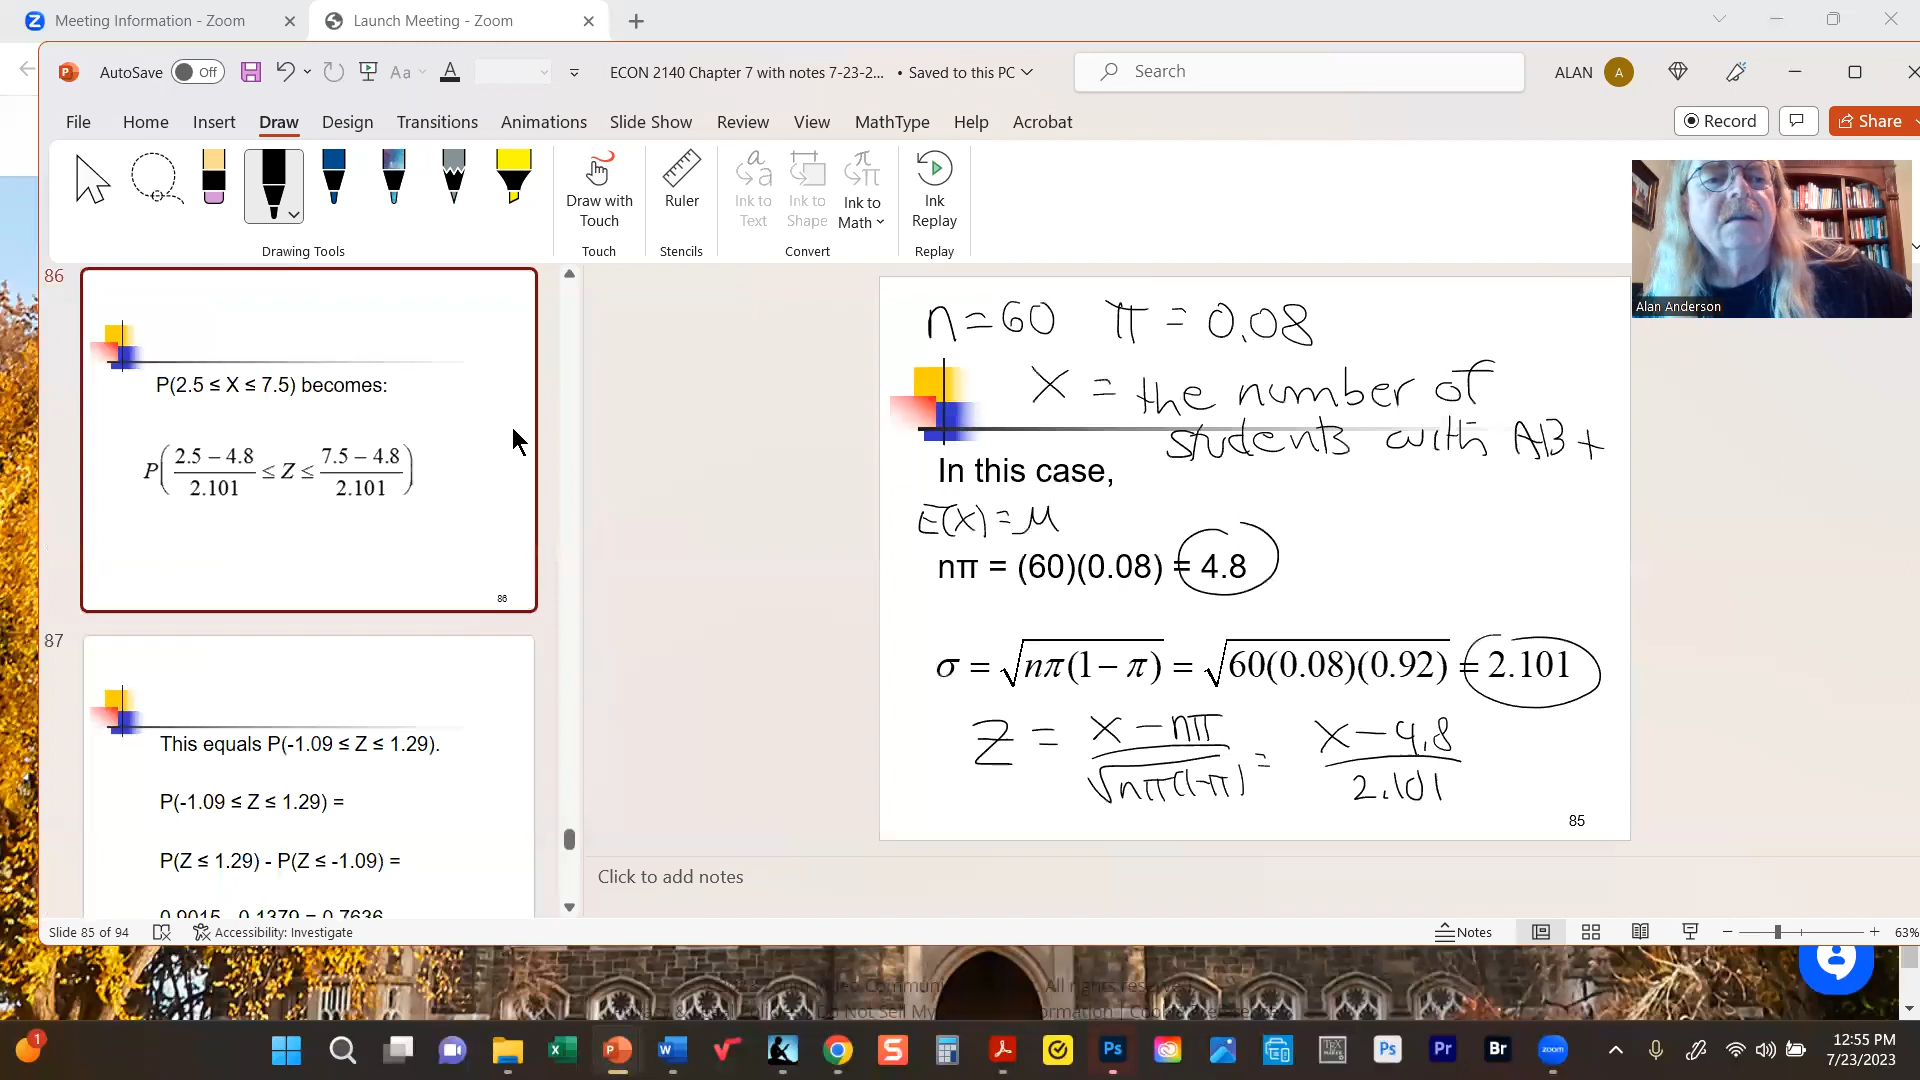 Meeting Information - Zoom
Launch Meeting - Zoom
AutoSave Off
Aa
A
ECON 2140 Chapter 7 with notes 7-23-2... • Saved to this PC
Search
ALAN A
File Home Insert Draw Design Transitions Animations Slide Show Review View MathType Help Acrobat
Record
Share
Draw with Touch
Ruler
Ink to Text
Ink to Shape
Ink to Math
Ink Replay
Drawing Tools
Touch
Stencils
Convert
Replay
Alan Anderson
86
P(2.5 ≤ X ≤ 7.5) becomes:
P((2.5 – 4.8)/2.101 ≤ Z ≤ (7.5 – 4.8)/2.101)
86
87
This equals P(-1.09 ≤ Z ≤ 1.29).
P(-1.09 ≤ Z ≤ 1.29) =
P(Z ≤ 1.29) - P(Z ≤ -1.09) =
0.9015 - 0.1379 = 0.7636
n=60 π = 0.08
X = the number of
students with AB+
In this case,
E(X) = μ
nπ = (60)(0.08) = 4.8
σ = √nπ(1 – π) = √60(0.08)(0.92) = 2.101
Z = (X – nπ)/√nπ(1-π) = (X – 4.8)/2.101
85
Click to add notes
Slide 85 of 94
Accessibility: Investigate
Notes
63%
12:55 PM
7/23/2023